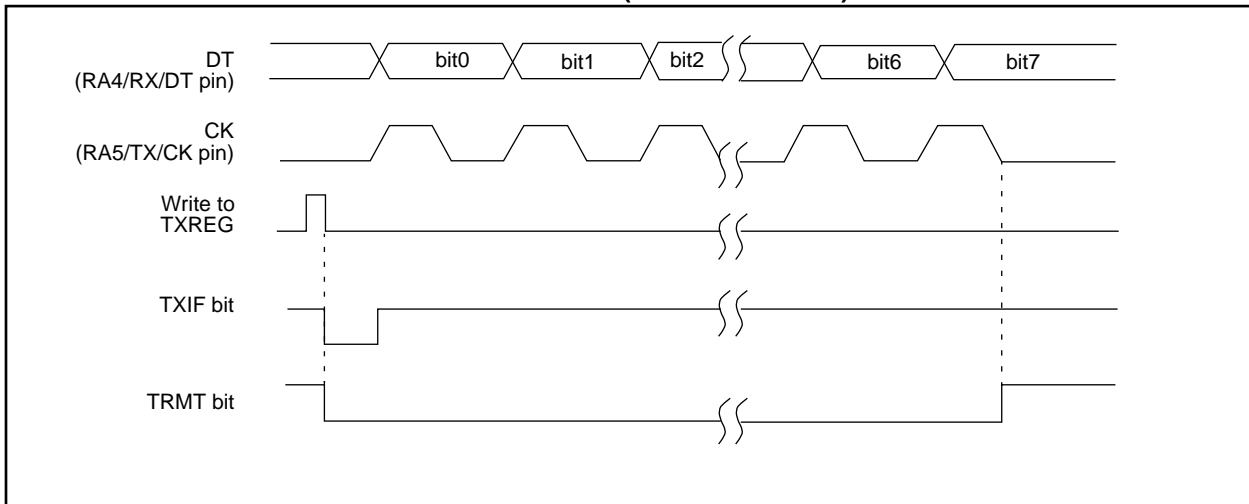 DT
(RA4/RX/DT pin)
bit0
bit1
bit2
bit6
bit7
CK
(RA5/TX/CK pin)
Write to
TXREG
TXIF bit
TRMT bit